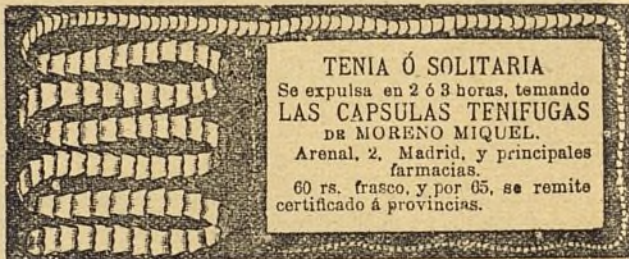 TENIA Ó SOLITARIA
Se expulsa en 2 ó 3 horas, temando
LAS CAPSULAS TENIFUGAS
DE MORENO MIQUEL.
Arenal, 2, Madrid, y principales
farmacias.
60 rs. frasco, y por 65, se remite
certificado á provincias.